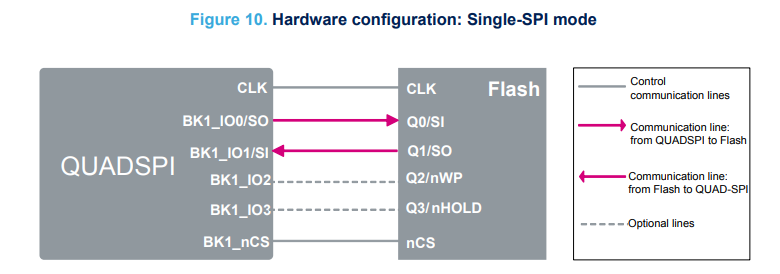 Figure 10. Hardware configuration: Single-SPI mode
CLK
BK1_IO0/SO
BK1_IO1/SI
QUADSPI
BK1_IO2
BK1_IO3
BK1_nCS
CLK
Flash
Q0/SI
Q1/SO
Q2/nWP
Q3/nHOLD
nCS
Control
communication lines
Communication line:
from QUADSPI to Flash
Communication line:
from Flash to QUAD-SPI
Optional lines